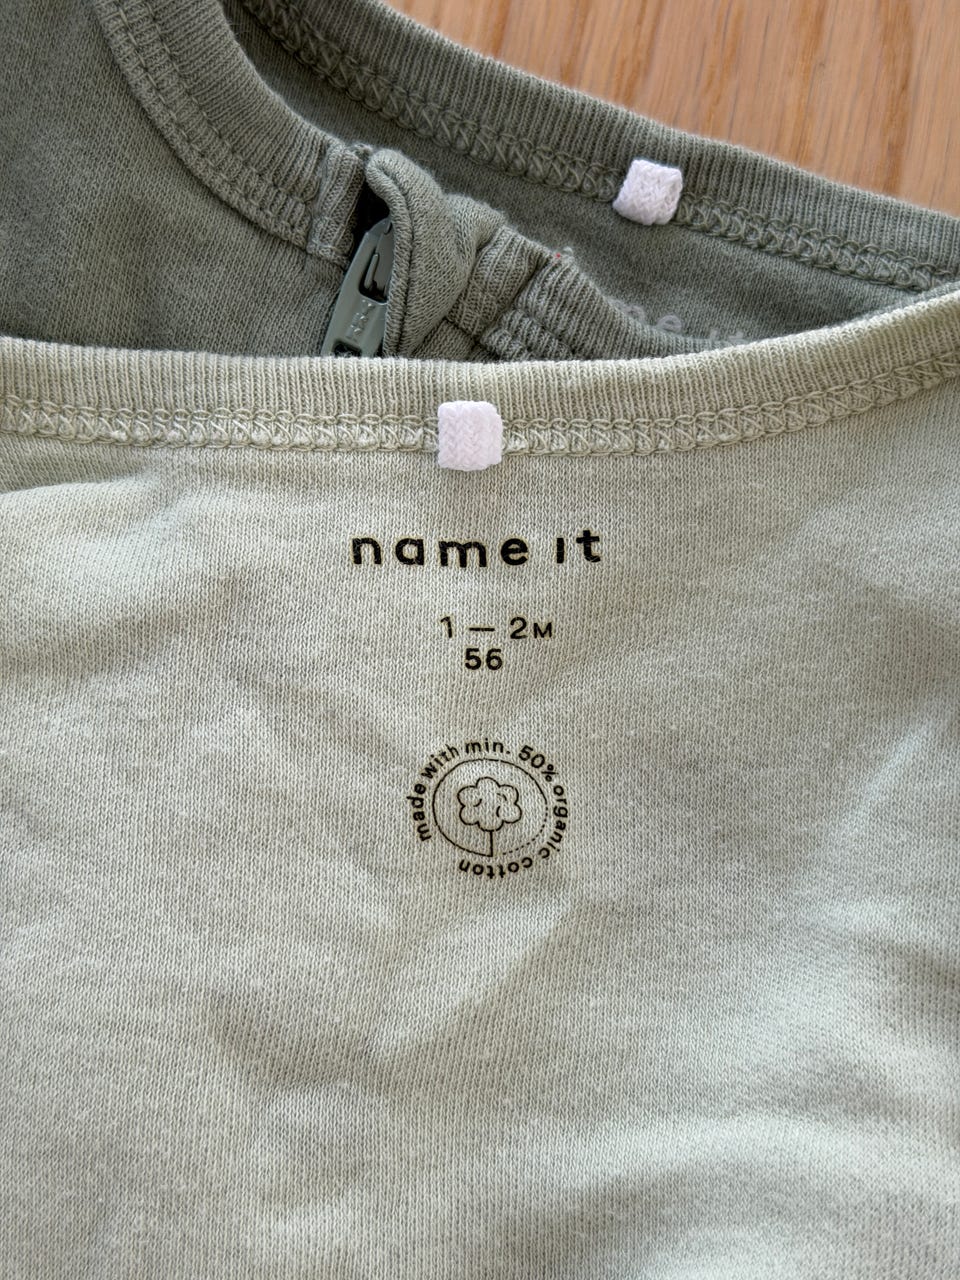 name it
1 — 2M
56
made with min. 50% organic cotton